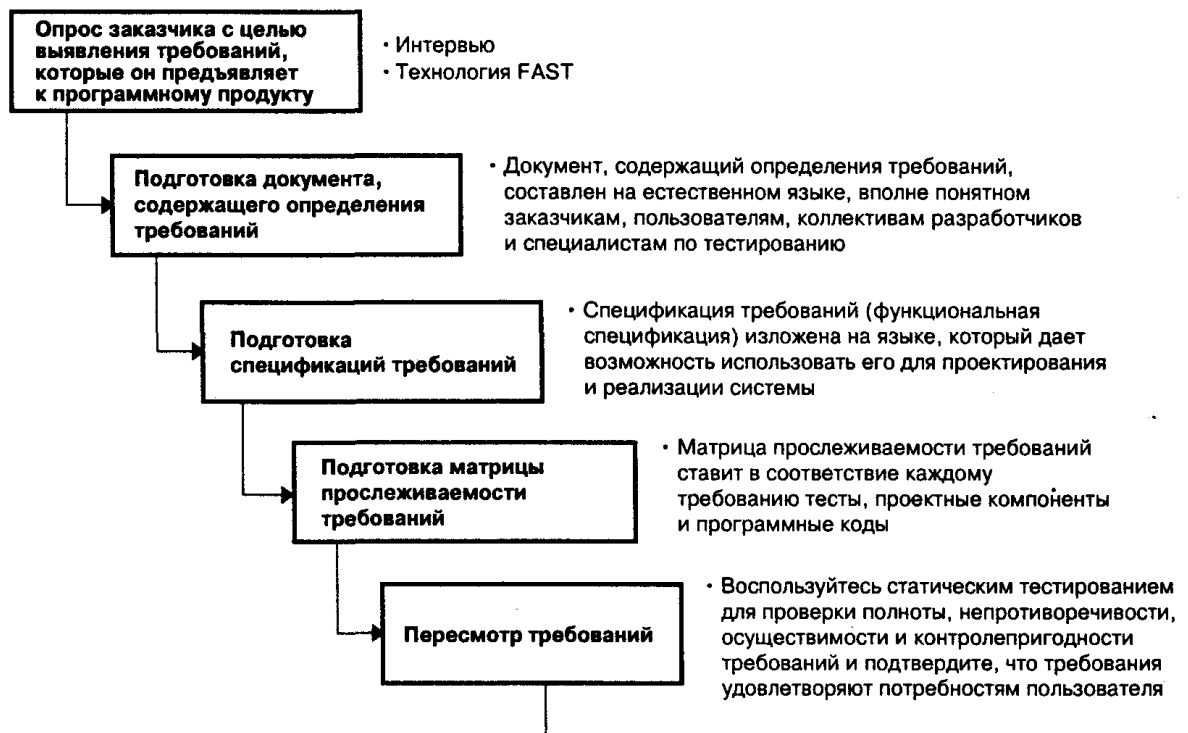 Опрос заказчика с целью
выявления требований,
которые он предъявляет
к программному продукту
• Интервью
• Технология FAST
Подготовка документа,
содержащего определения
требований
• Документ, содержащий определения требований,
составлен на естественном языке, вполне понятном
заказчикам, пользователям, коллективам разработчиков
и специалистам по тестированию
Подготовка
спецификаций требований
• Спецификация требований (функциональная
спецификация) изложена на языке, который дает
возможность использовать его для проектирования
и реализации системы
Подготовка матрицы
прослеживаемости
требований
• Матрица прослеживаемости требований
ставит в соответствие каждому
требованию тесты, проектные компоненты
и программные коды
Пересмотр требований
• Воспользуйтесь статическим тестированием
для проверки полноты, непротиворечивости,
осуществимости и контролепригодности
требований и подтвердите, что требования
удовлетворяют потребностям пользователя